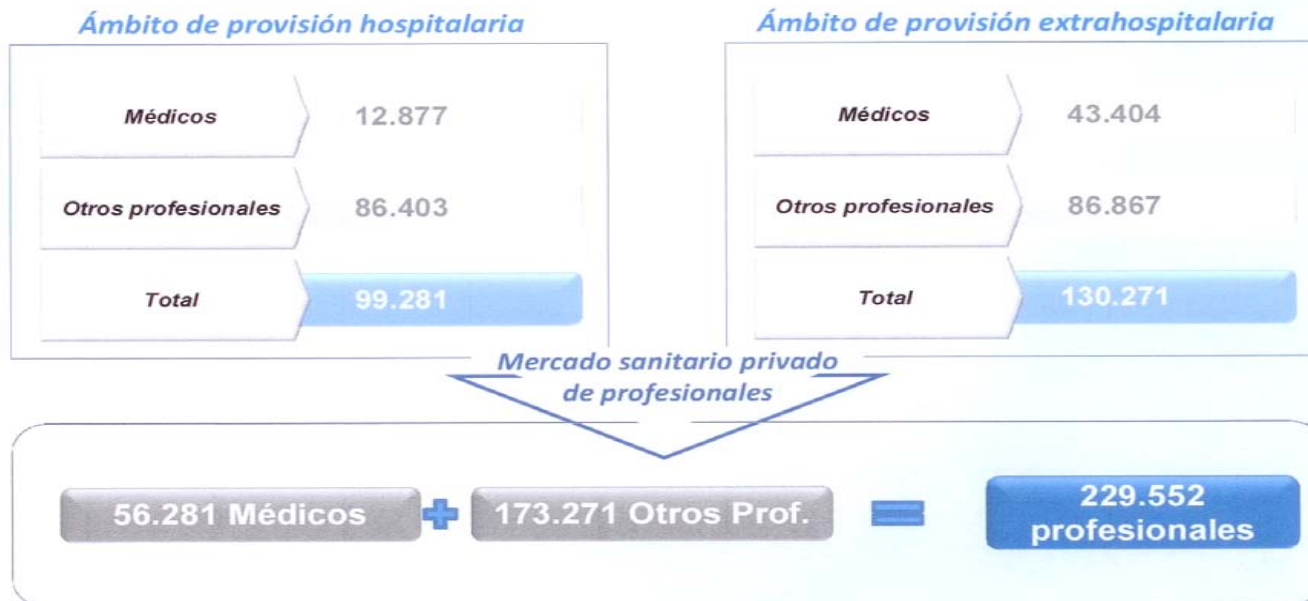 Ámbito de provisión hospitalaria
Médicos 12.877
Otros profesionales 86.403
Total 99.281
Ámbito de provisión extrahospitalaria
Médicos 43.404
Otros profesionales 86.867
Total 130.271
Mercado sanitario privado
de profesionales
56.281 Médicos + 173.271 Otros Prof. = 229.552
profesionales